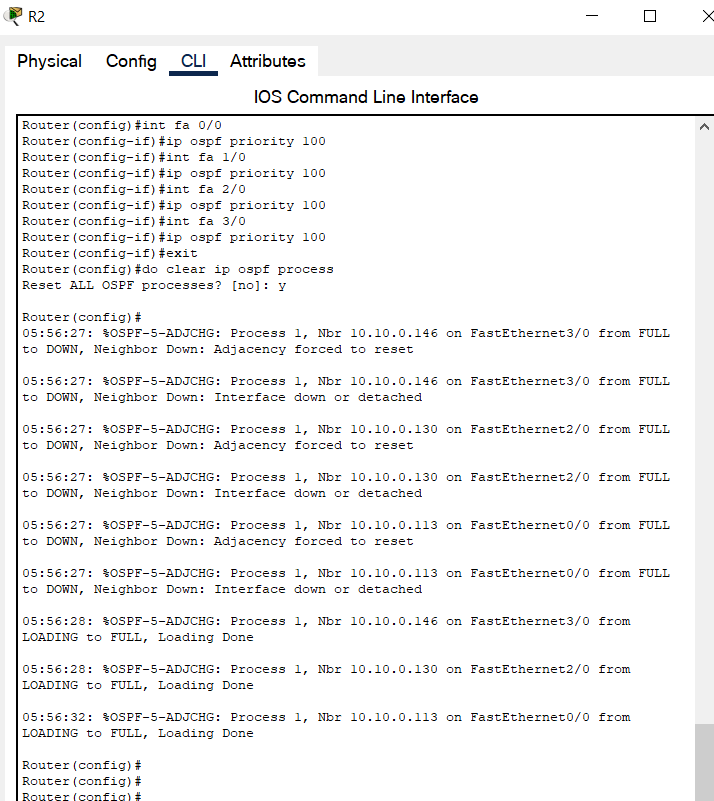 R2
Physical Config CLI Attributes
IOS Command Line Interface
Router(config)#int fa 0/0
Router(config-if)#ip ospf priority 100
Router(config-if)#int fa 1/0
Router(config-if)#ip ospf priority 100
Router(config-if)#int fa 2/0
Router(config-if)#ip ospf priority 100
Router(config-if)#int fa 3/0
Router(config-if)#ip ospf priority 100
Router(config-if)#exit
Router(config)#do clear ip ospf process
Reset ALL OSPF processes? [no]: y
Router(config)#
05:56:27: %OSPF-5-ADJCHG: Process 1, Nbr 10.10.0.146 on FastEthernet3/0 from FULL
to DOWN, Neighbor Down: Adjacency forced to reset
05:56:27: %OSPF-5-ADJCHG: Process 1, Nbr 10.10.0.146 on FastEthernet3/0 from FULL
to DOWN, Neighbor Down: Interface down or detached
05:56:27: %OSPF-5-ADJCHG: Process 1, Nbr 10.10.0.130 on FastEthernet2/0 from FULL
to DOWN, Neighbor Down: Adjacency forced to reset
05:56:27: %OSPF-5-ADJCHG: Process 1, Nbr 10.10.0.130 on FastEthernet2/0 from FULL
to DOWN, Neighbor Down: Interface down or detached
05:56:27: %OSPF-5-ADJCHG: Process 1, Nbr 10.10.0.113 on FastEthernet0/0 from FULL
to DOWN, Neighbor Down: Adjacency forced to reset
05:56:27: %OSPF-5-ADJCHG: Process 1, Nbr 10.10.0.113 on FastEthernet0/0 from FULL
to DOWN, Neighbor Down: Interface down or detached
05:56:28: %OSPF-5-ADJCHG: Process 1, Nbr 10.10.0.146 on FastEthernet3/0 from
LOADING to FULL, Loading Done
05:56:28: %OSPF-5-ADJCHG: Process 1, Nbr 10.10.0.130 on FastEthernet2/0 from
LOADING to FULL, Loading Done
05:56:32: %OSPF-5-ADJCHG: Process 1, Nbr 10.10.0.113 on FastEthernet0/0 from
LOADING to FULL, Loading Done
Router(config)#
Router(config)#
Router(config)#